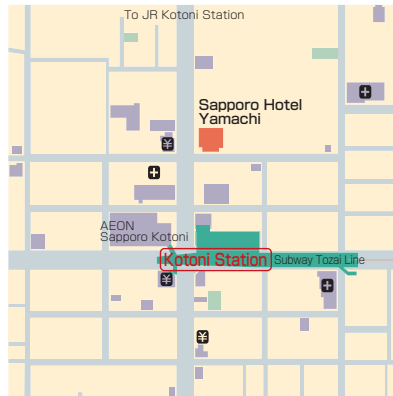 To JR Kotoni Station
Sapporo Hotel
Yamachi
¥
AEON
Sapporo Kotoni
Kotoni Station
Subway Tozai Line
¥
¥